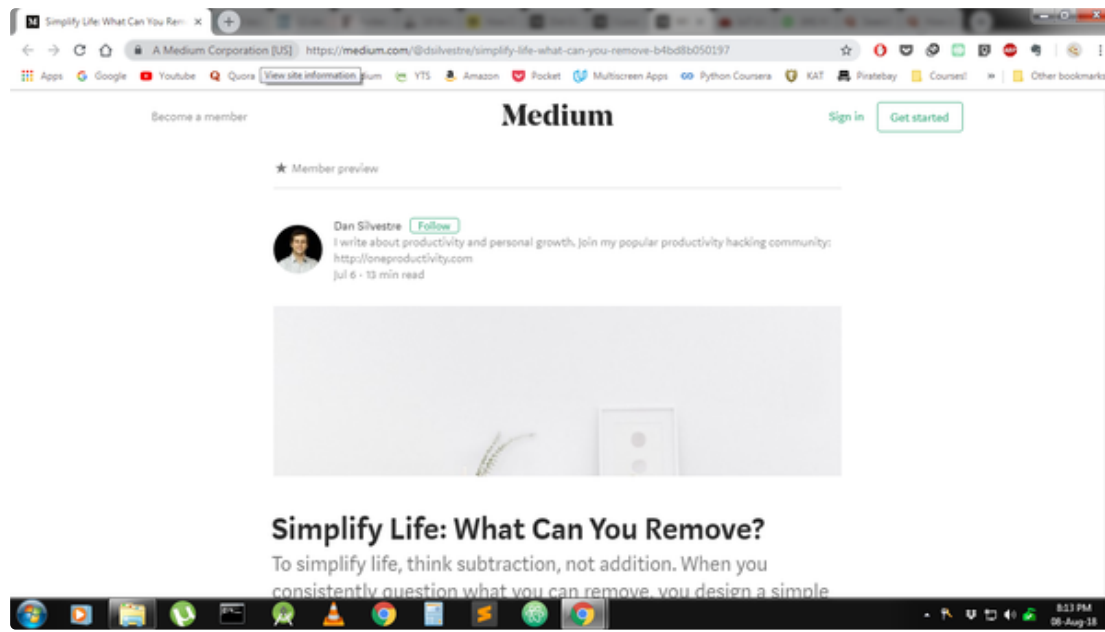 Simplify Life: What Can You Rem
A Medium Corporation [US] https://medium.com/@dsilvestre/simplify-life-what-can-you-remove-b4bd8b050197
Apps Google Youtube Quora View site information YTS Amazon Pocket Multiscreen Apps Python Coursera KAT Piratebay Courses! Other bookmarks
Become a member Medium Sign in Get started
Member preview
Dan Silvestre Follow
I write about productivity and personal growth. Join my popular productivity hacking community:
http://oneproductivity.com
Jul 6 · 13 min read
Simplify Life: What Can You Remove?
To simplify life, think subtraction, not addition. When you
consistently question what you can remove, you design a simple
8:13 PM
08-Aug-18